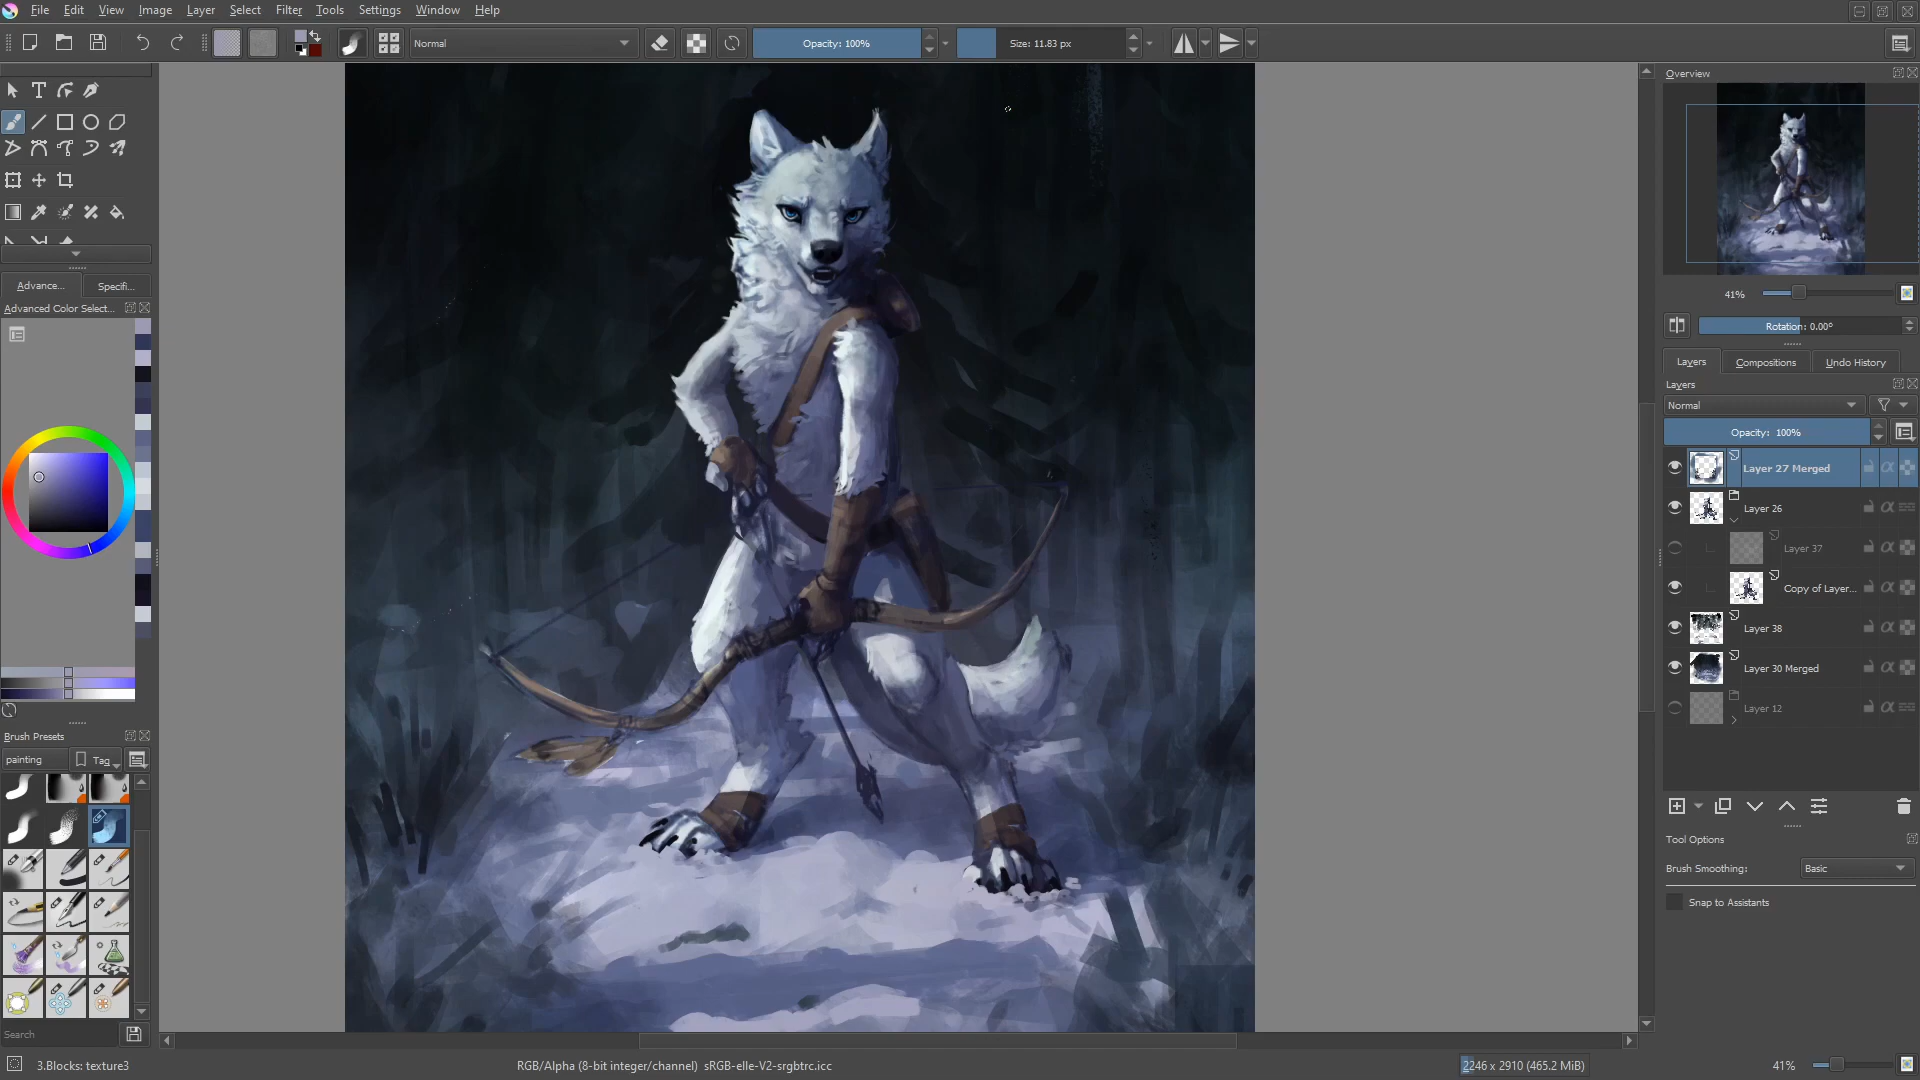 File Edit View Image Layer Select Filter Tools Settings Window Help
Normal
Opacity: 100%
Size: 11.83 px
Overview
41%
Rotation: 0.00°
Advance... Specifi...
Advanced Color Select...
Layers Compositions Undo History
Layers
Normal
Opacity: 100%
Layer 27 Merged
Layer 26
Layer 37
Copy of Layer...
Layer 38
Layer 30 Merged
Layer 12
Brush Presets
painting
Tag
Search
Tool Options
Brush Smoothing: Basic
Snap to Assistants
3.Blocks: texture3
RGB/Alpha (8-bit integer/channel) sRGB-elle-V2-srgbtrc.icc
2246 x 2910 (465.2 MiB)
41%